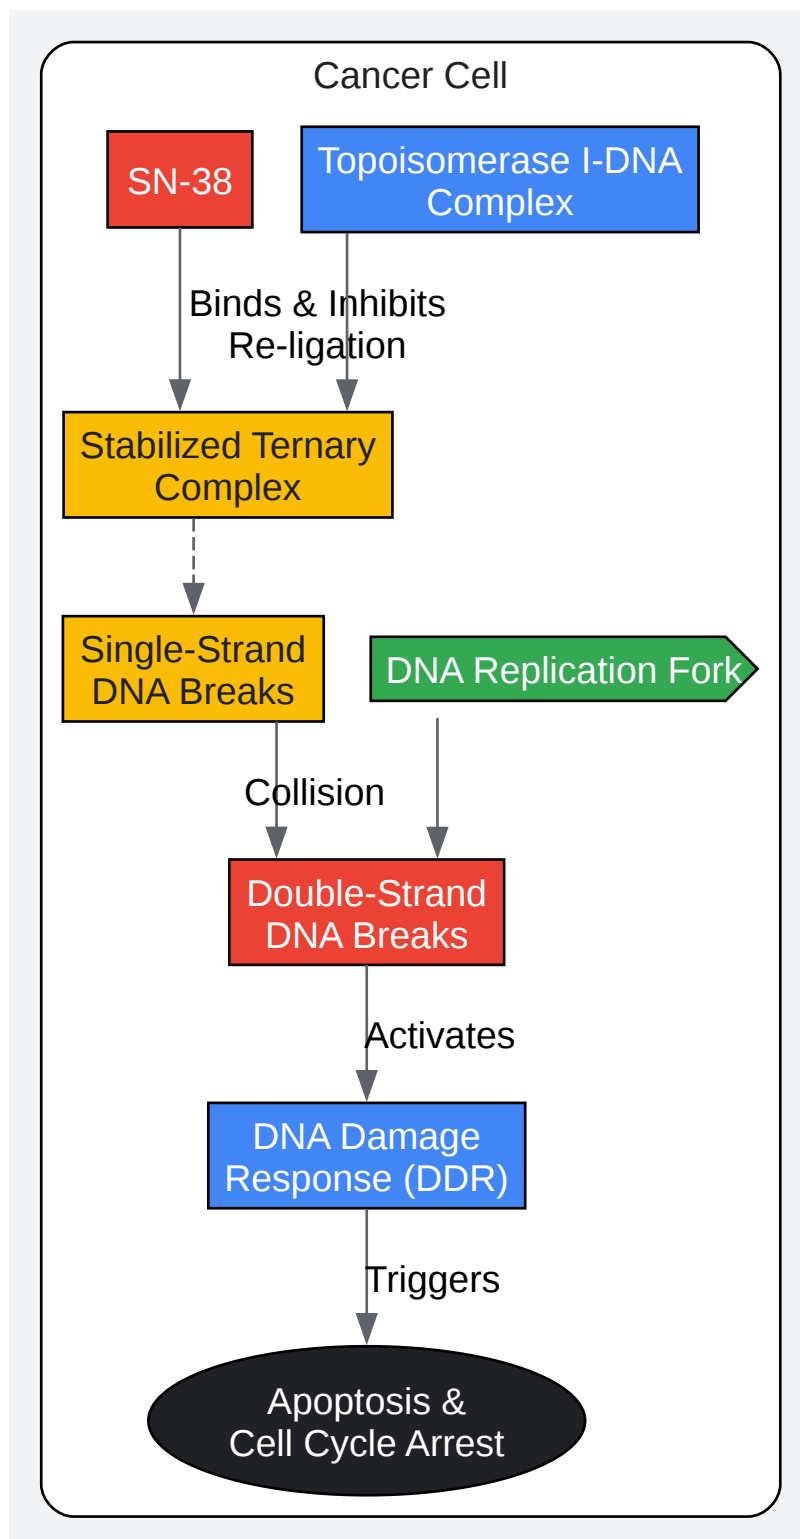 Cancer Cell
SN-38
Topoisomerase I-DNA
Complex
Binds & Inhibits
Re-ligation
Stabilized Ternary
Complex
Single-Strand
DNA Breaks
DNA Replication Fork
Collision
Double-Strand
DNA Breaks
Activates
DNA Damage
Response (DDR)
Triggers
Apoptosis &
Cell Cycle Arrest